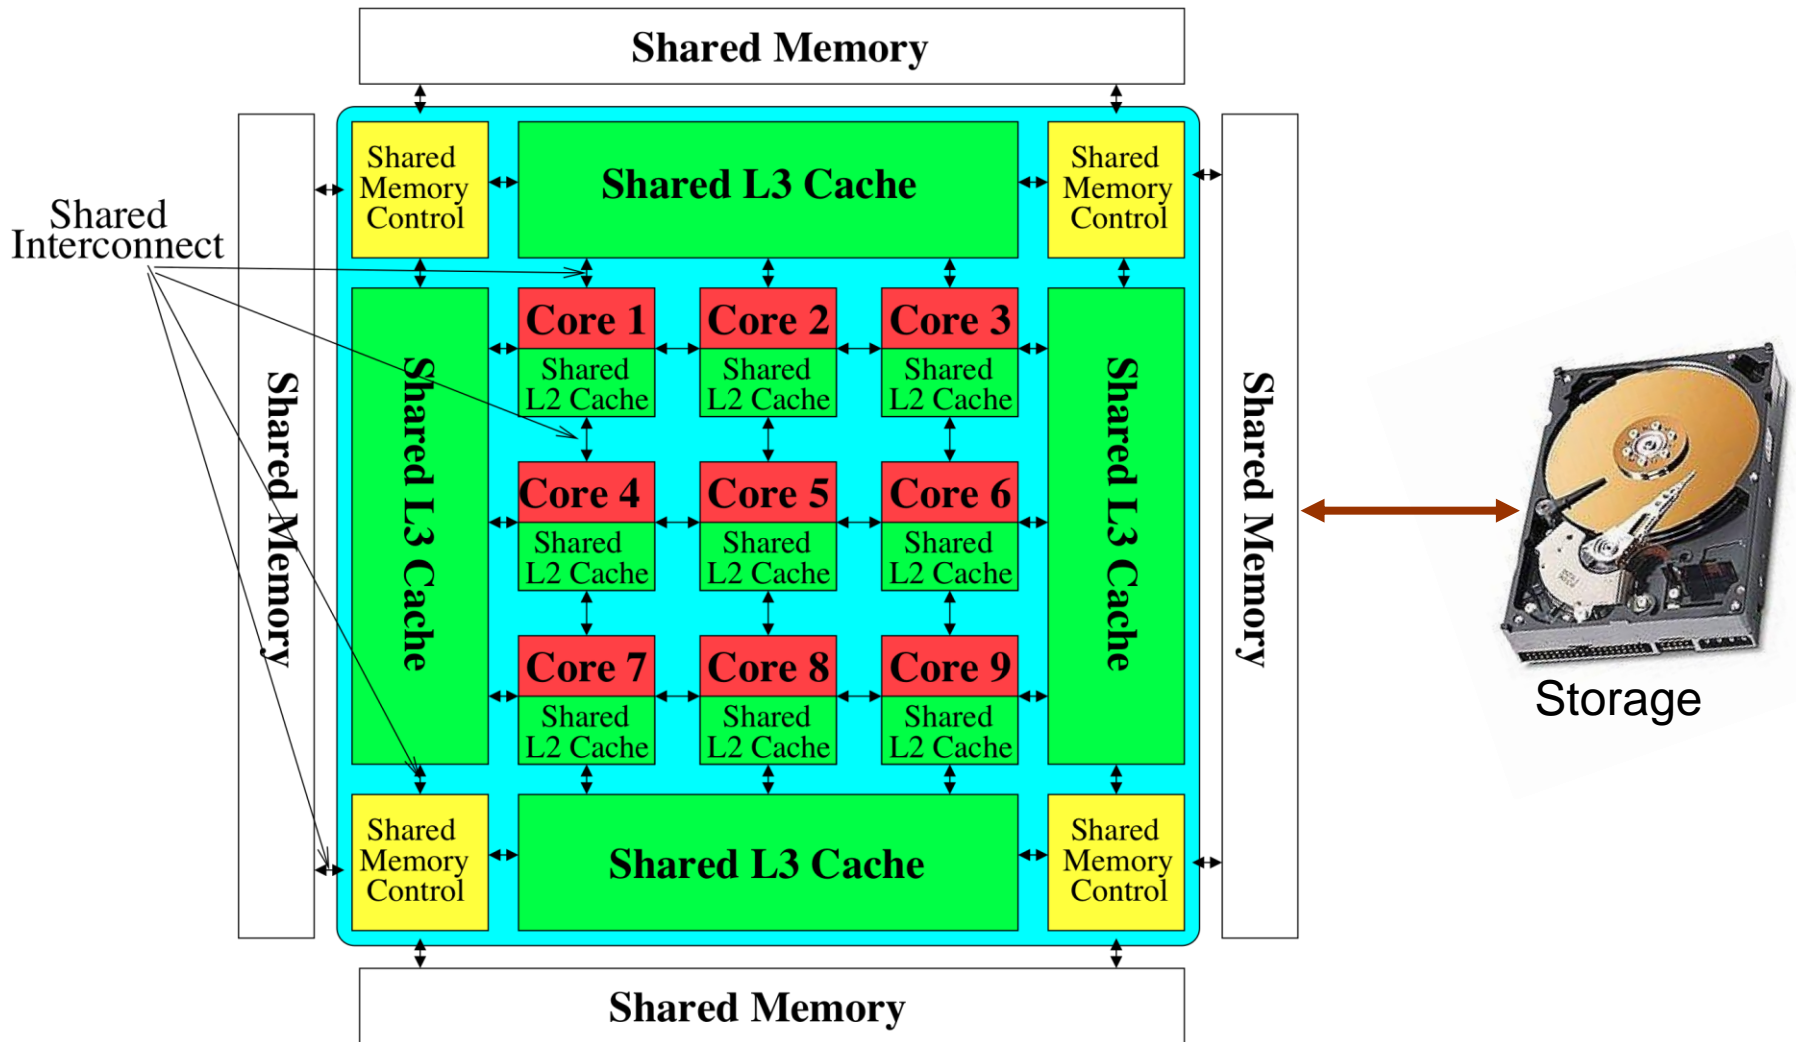 Shared Memory
Shared
Memory
Control
Shared L3 Cache
Shared
Memory
Control
Shared
Interconnect
Shared Memory
Shared L3 Cache
Core 1
Shared
L2 Cache
Core 2
Shared
L2 Cache
Core 3
Shared
L2 Cache
Core 4
Shared
L2 Cache
Core 5
Shared
L2 Cache
Core 6
Shared
L2 Cache
Core 7
Shared
L2 Cache
Core 8
Shared
L2 Cache
Core 9
Shared
L2 Cache
Shared L3 Cache
Shared Memory
Storage
Shared
Memory
Control
Shared L3 Cache
Shared
Memory
Control
Shared Memory